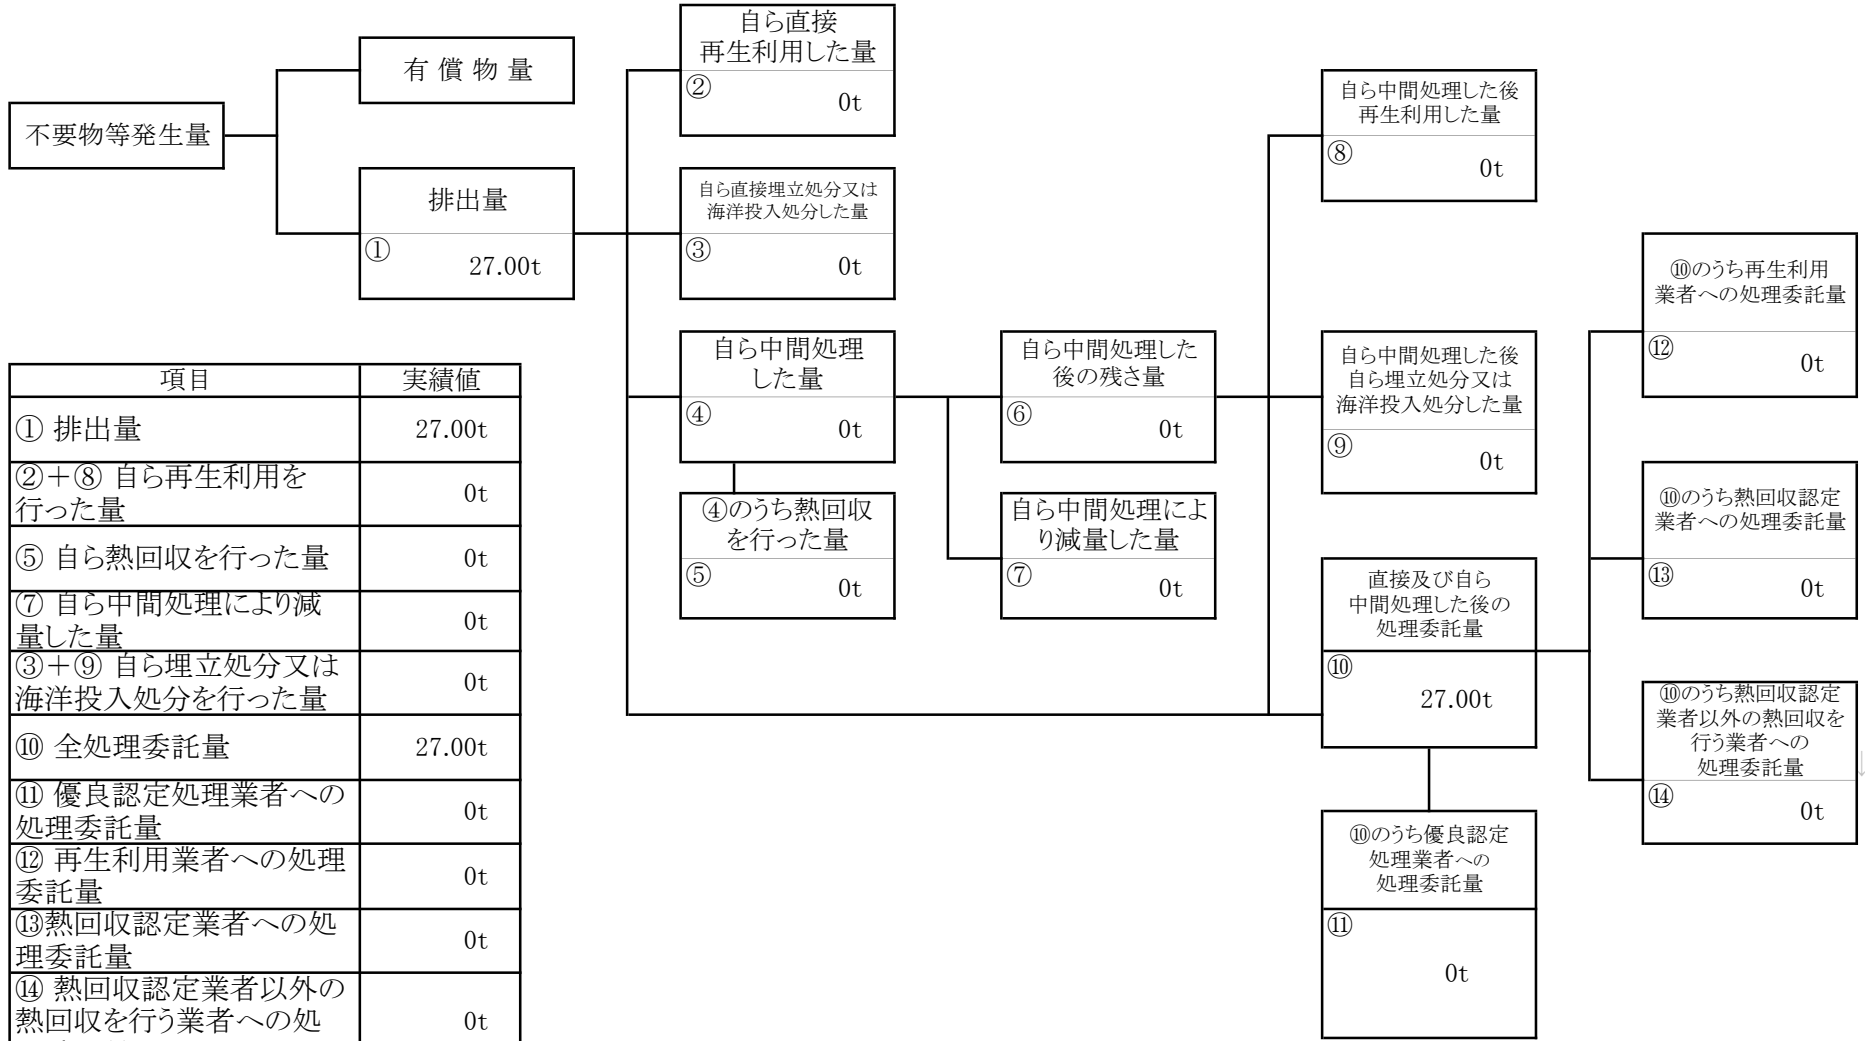 不要物等発生量
有 償 物 量
排出量
①
27.00t
自ら直接
再生利用した量
②
0t
自ら直接埋立処分又は
海洋投入処分した量
③
0t
自ら中間処理
した量
④
0t
④のうち熱回収
を行った量
⑤
0t
自ら中間処理した
後の残さ量
⑥
0t
自ら中間処理によ
り減量した量
⑦
0t
自ら中間処理した後
再生利用した量
⑧
0t
自ら中間処理した後
自ら埋立処分又は
海洋投入処分した量
⑨
0t
直接及び自ら
中間処理した後の
処理委託量
⑩
27.00t
⑩のうち優良認定
処理業者への
処理委託量
⑪
0t
⑩のうち再生利用
業者への処理委託量
⑫
0t
⑩のうち熱回収認定
業者への処理委託量
⑬
0t
⑩のうち熱回収認定
業者以外の熱回収を
行う業者への
処理委託量
⑭
0t
↓
項目 実績値
① 排出量 27.00t
②＋⑧ 自ら再生利用を
行った量 0t
⑤ 自ら熱回収を行った量 0t
⑦ 自ら中間処理により減
量した量 0t
③＋⑨ 自ら埋立処分又は
海洋投入処分を行った量 0t
⑩ 全処理委託量 27.00t
⑪ 優良認定処理業者への
処理委託量 0t
⑫ 再生利用業者への処理
委託量 0t
⑬熱回収認定業者への処
理委託量 0t
⑭ 熱回収認定業者以外の
熱回収を行う業者への処 0t